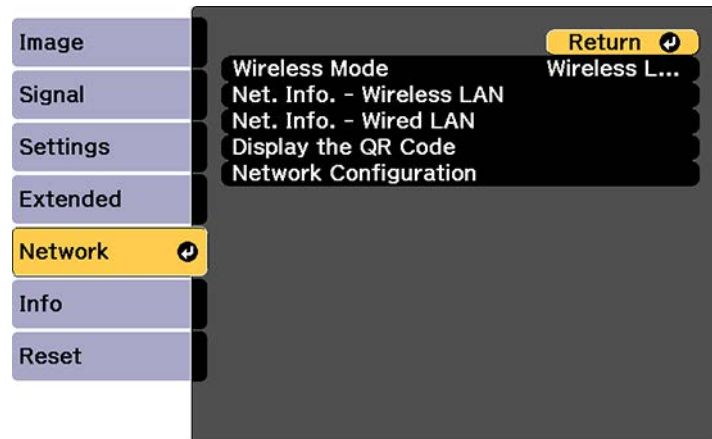 Image
Signal
Settings
Extended
Network
Info
Reset
Return
Wireless Mode Wireless L...
Net. Info. - Wireless LAN
Net. Info. - Wired LAN
Display the QR Code
Network Configuration